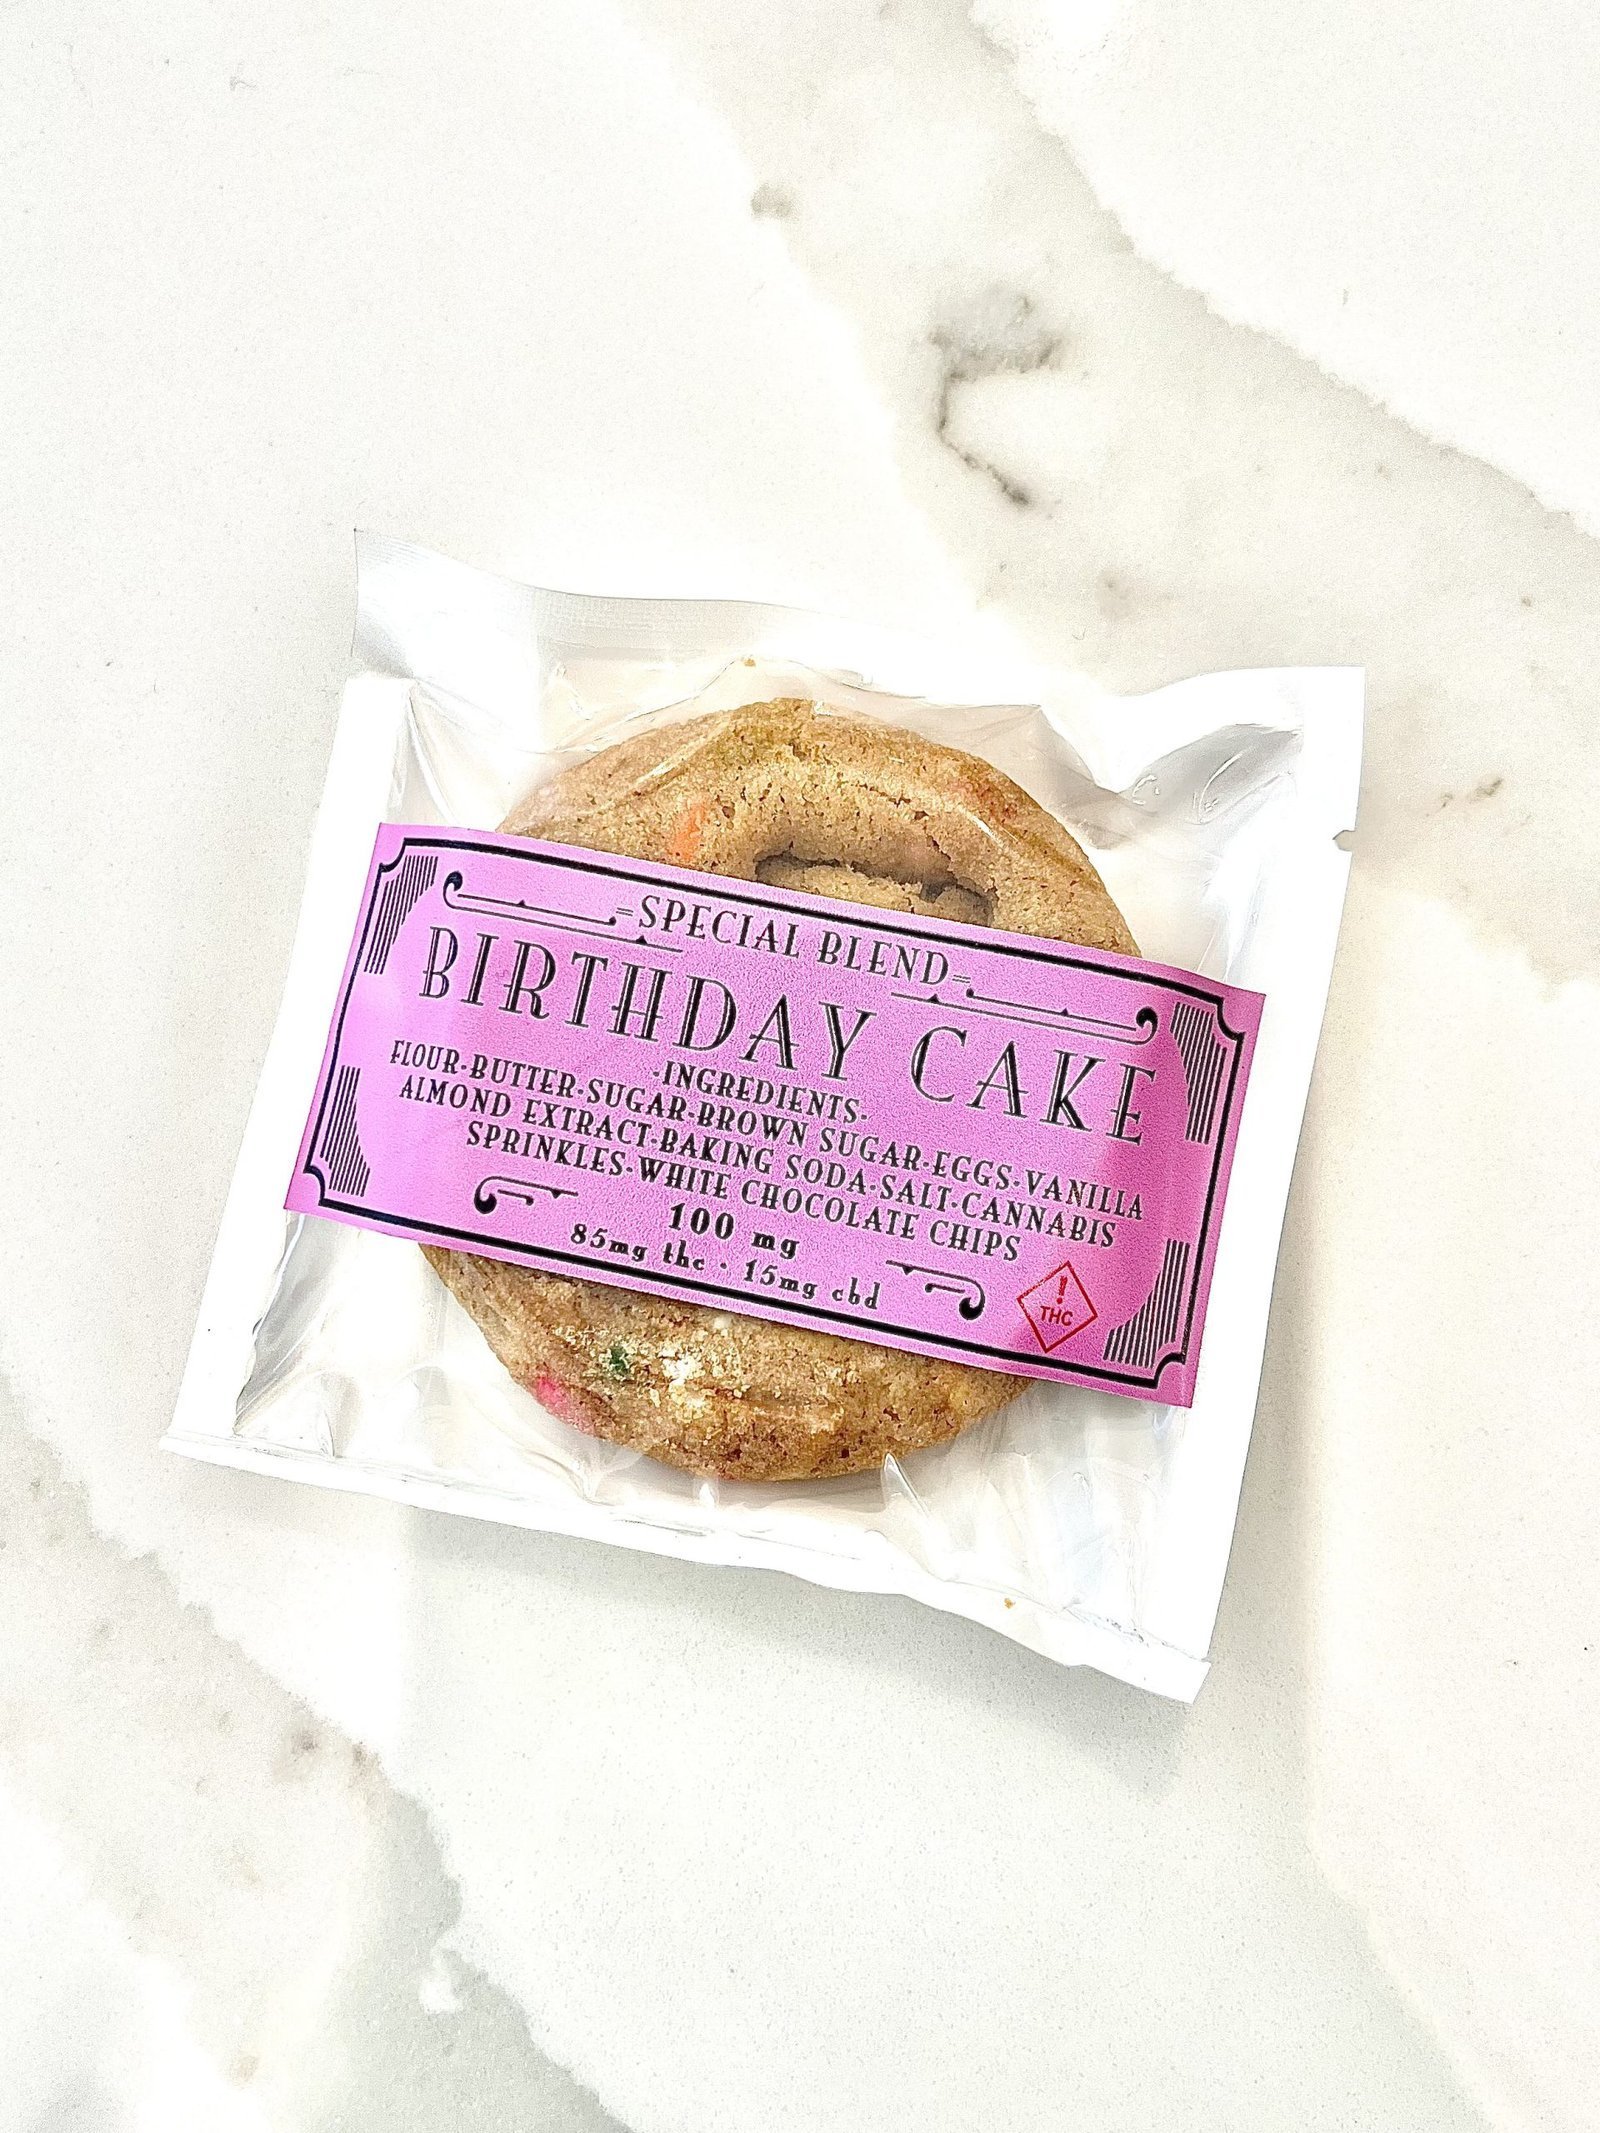 =SPECIAL BLEND=
BIRTHDAY CAKE
·INGREDIENTS·
FLOUR·BUTTER·SUGAR·BROWN SUGAR·EGGS·VANILLA
ALMOND EXTRACT·BAKING SODA·SALT·CANNABIS
SPRINKLES·WHITE CHOCOLATE CHIPS
100 mg
85mg thc · 15mg cbd
!
THC